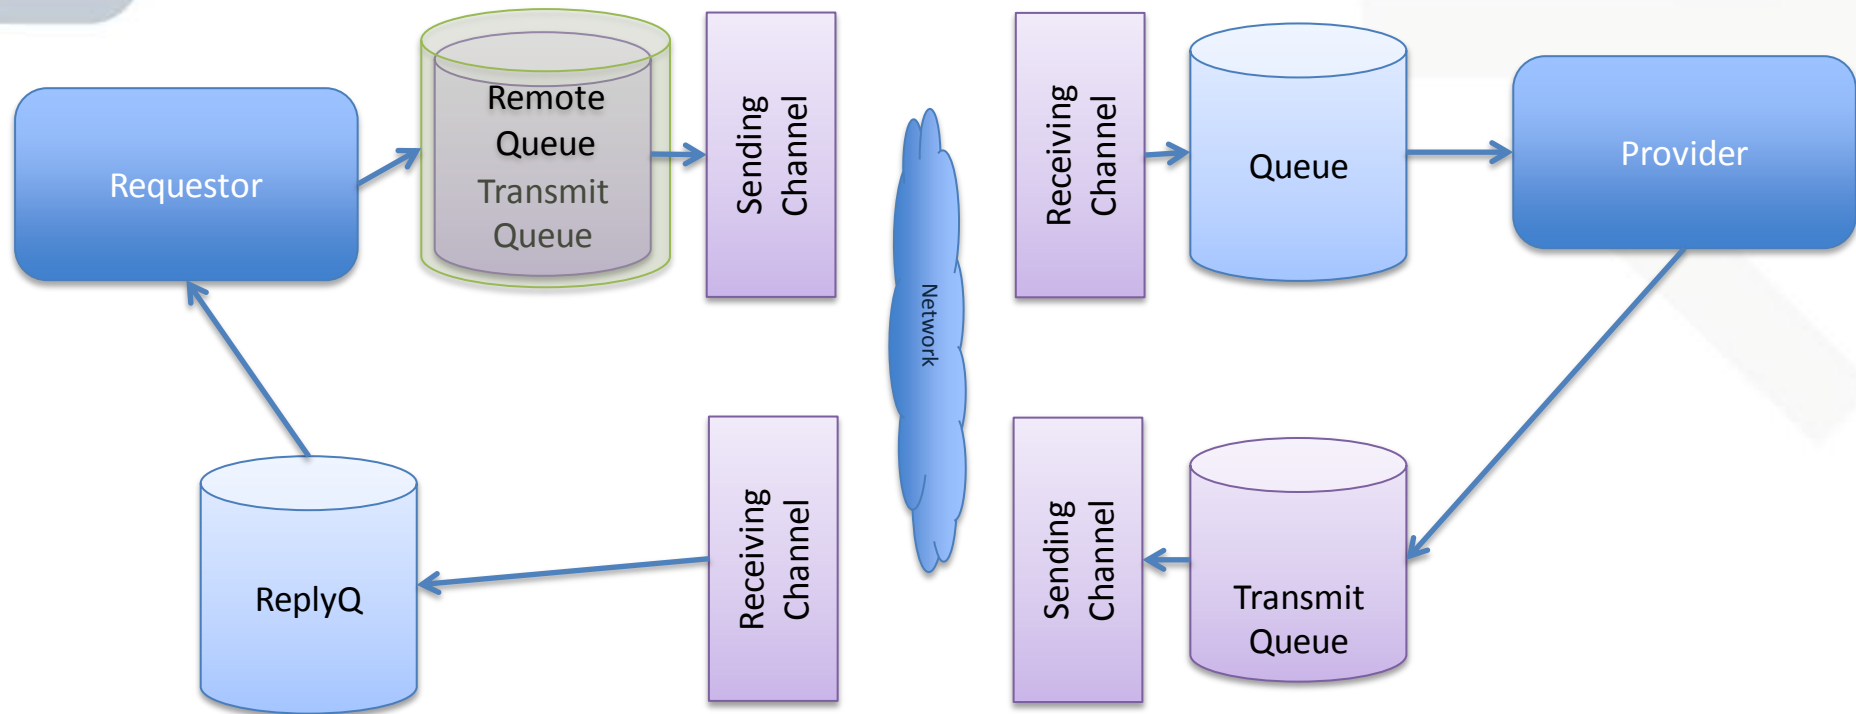 Requestor
Remote
Queue
Transmit
Queue
Sending
Channel
Network
Receiving
Channel
Queue
Provider
ReplyQ
Receiving
Channel
Sending
Channel
Transmit
Queue